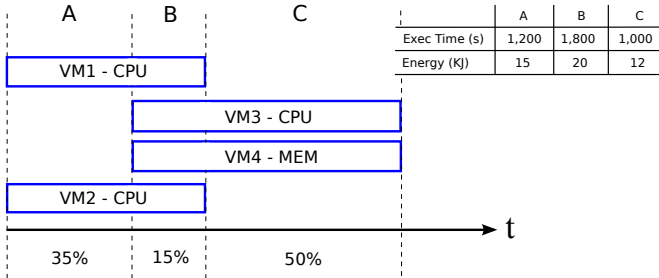 A B C
A B C
Exec Time (s) 1,200 1,800 1,000
Energy (KJ) 15 20 12
VM1 - CPU
VM3 - CPU
VM4 - MEM
VM2 - CPU
t
35% 15% 50%